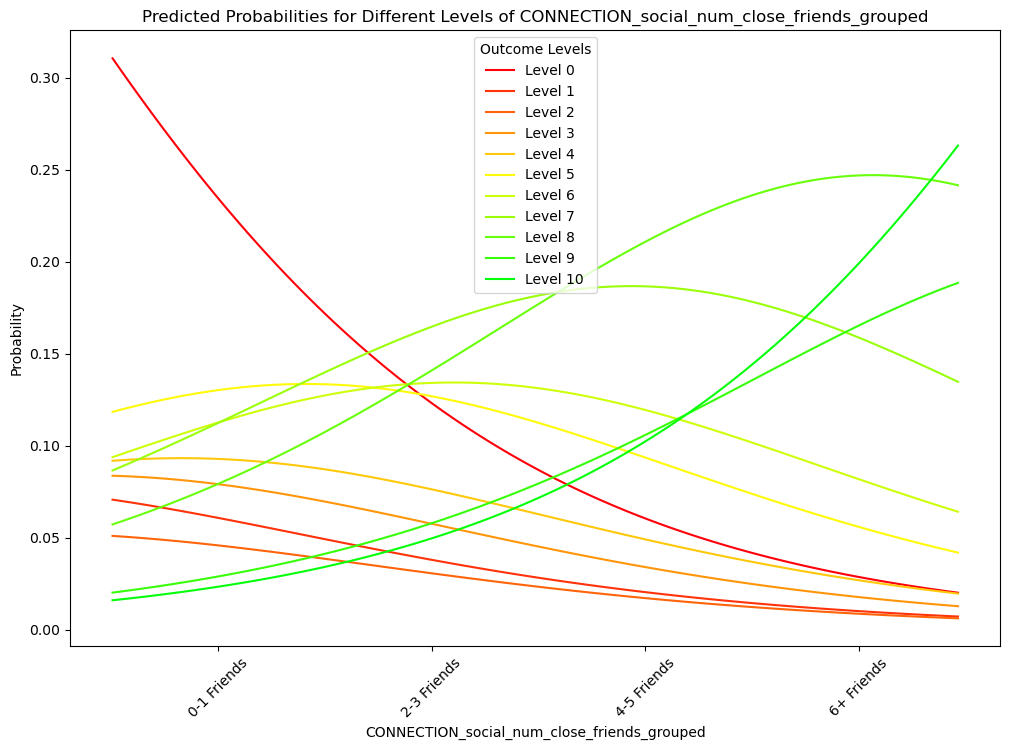 Predicted Probabilities for Different Levels of CONNECTION_social_num_close_friends_grouped
Outcome Levels
Level 0
Level 1
Level 2
Level 3
Level 4
Level 5
Level 6
Level 7
Level 8
Level 9
Level 10
Probability
0.30
0.25
0.20
0.15
0.10
0.05
0.00
0-1 Friends
2-3 Friends
4-5 Friends
6+ Friends
CONNECTION_social_num_close_friends_grouped